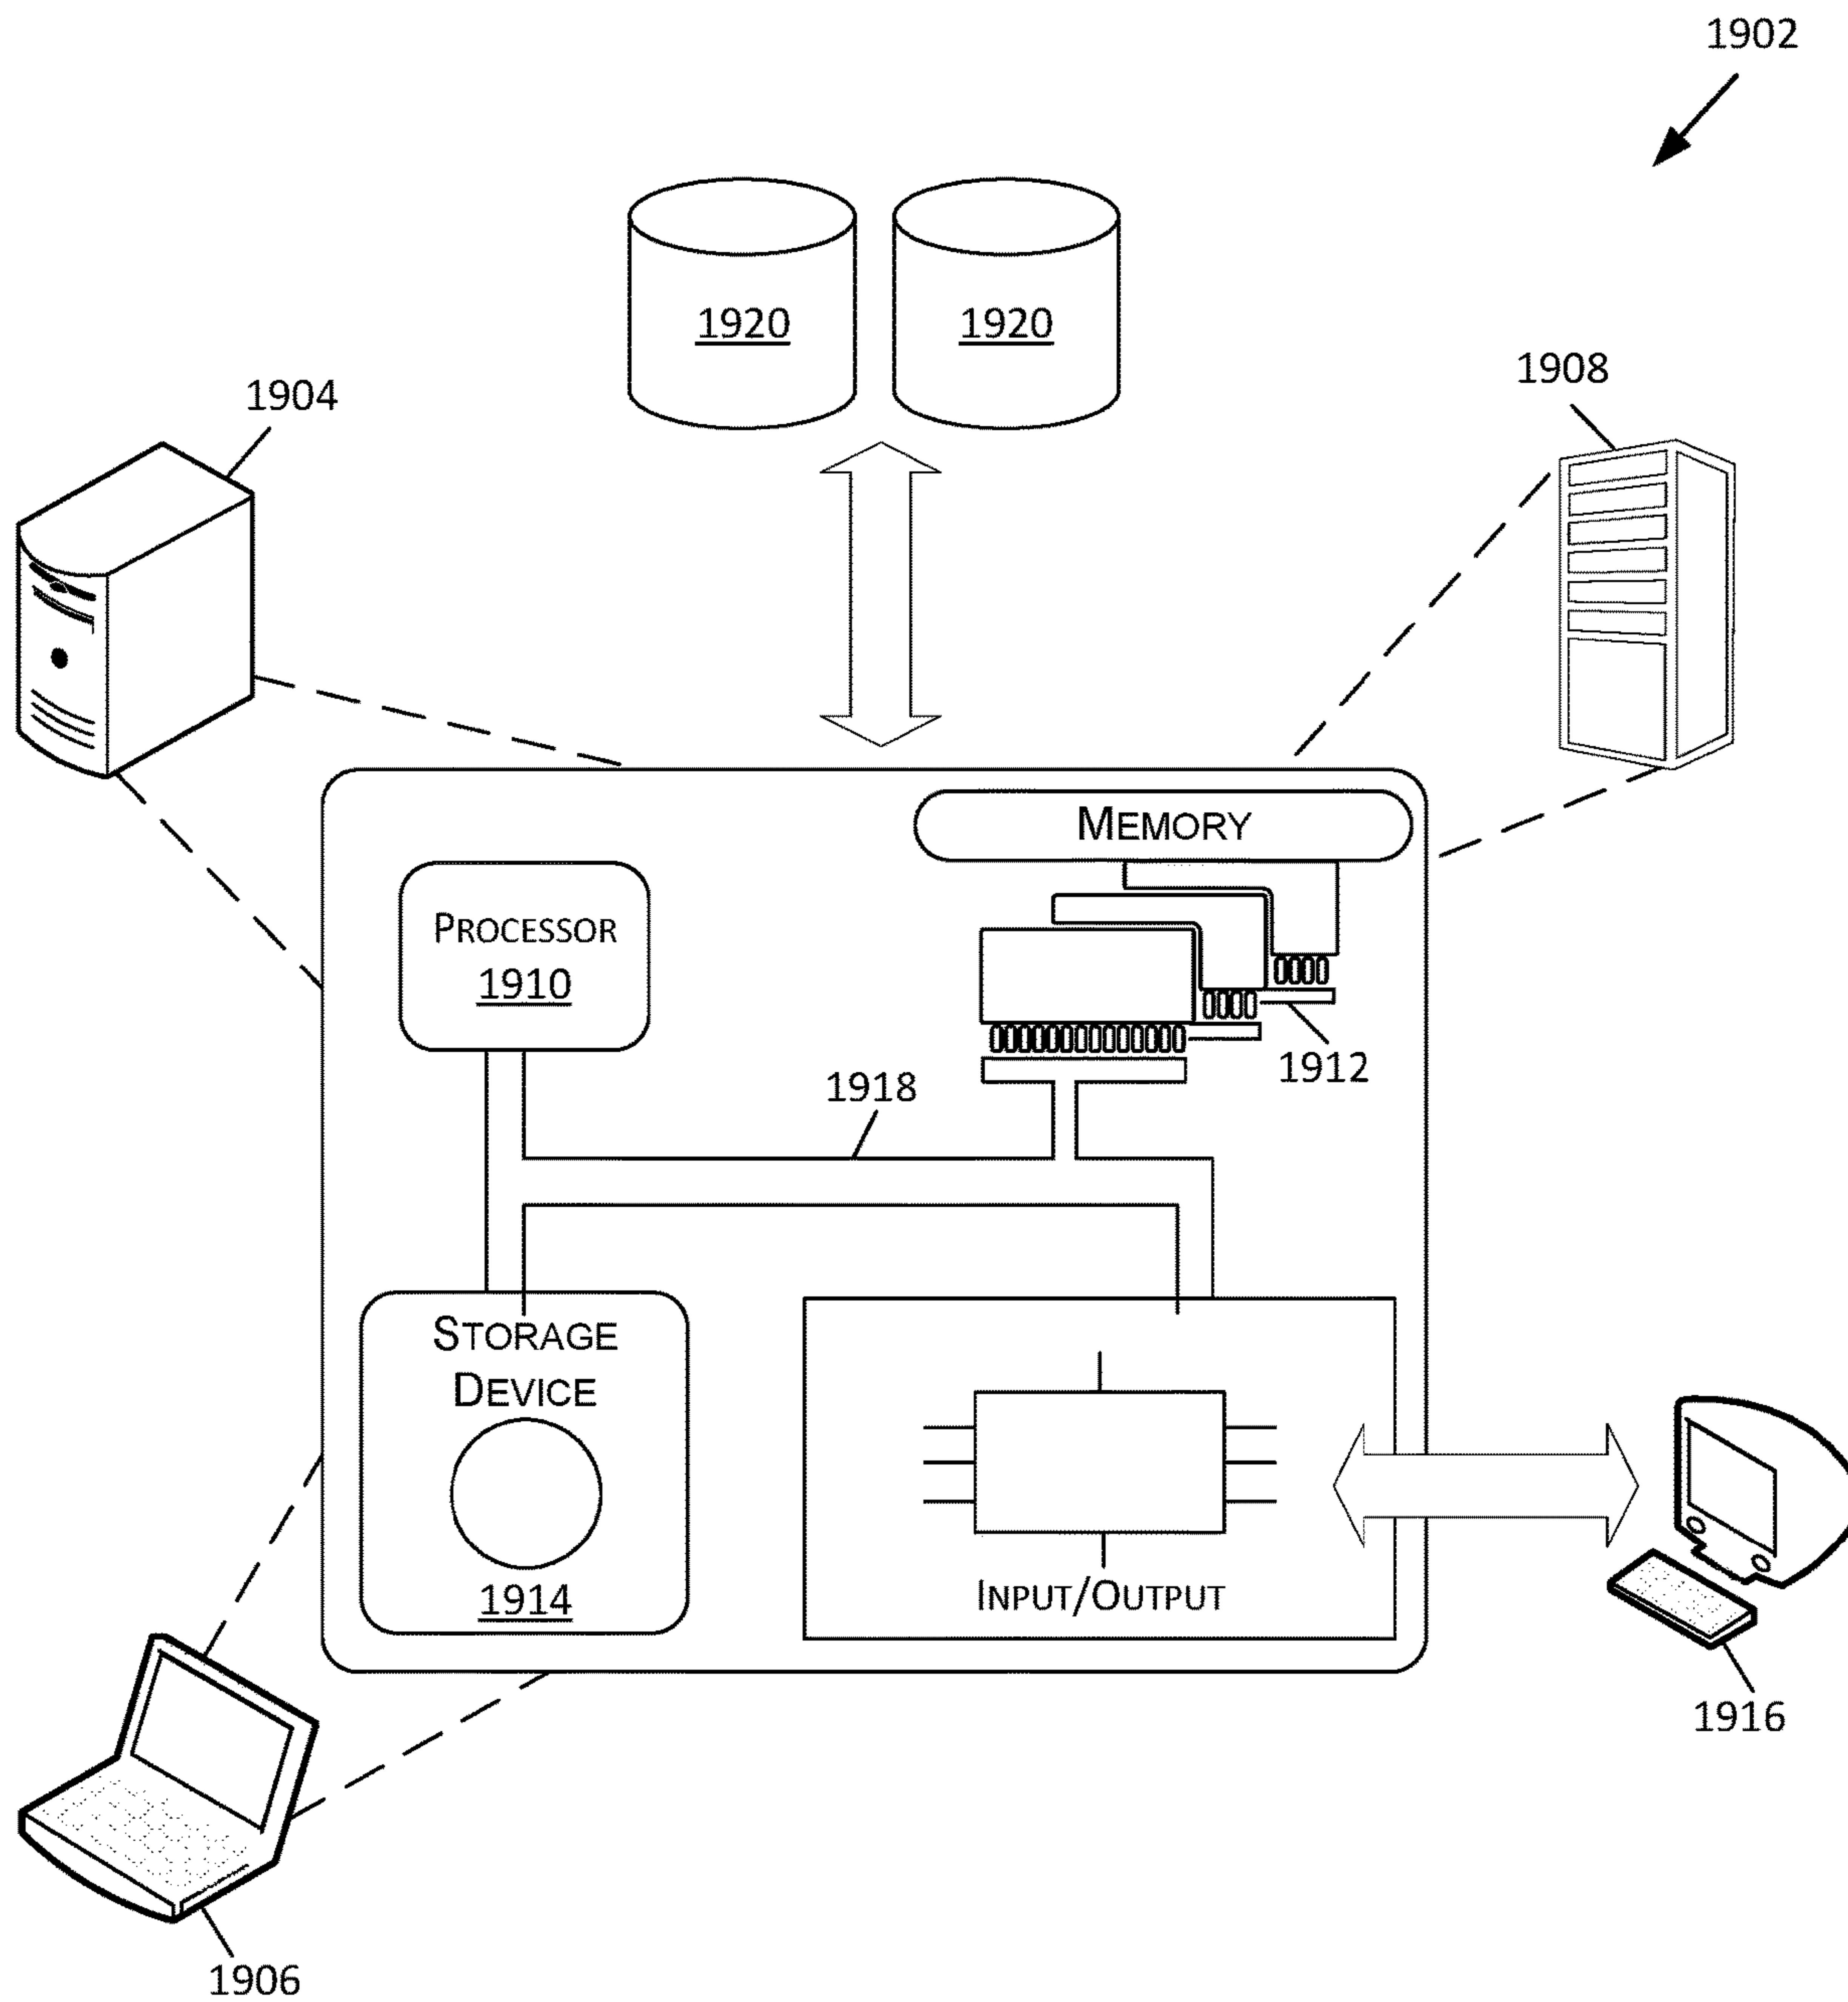 1902
1920
1920
1908
1904
MEMORY
PROCESSOR
1910
1912
1918
STORAGE
DEVICE
1914
INPUT/OUTPUT
1916
1906